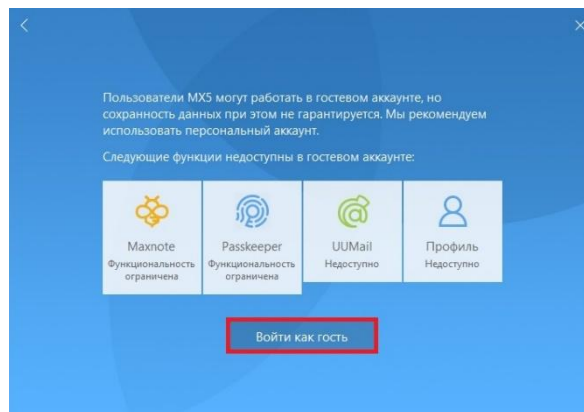 Пользователи MX5 могут работать в гостевом аккаунте, но
сохранность данных при этом не гарантируется. Мы рекомендуем
использовать персональный аккаунт.
Следующие функции недоступны в гостевом аккаунте:
Maxnote
Функциональность
ограничена
Passkeeper
Функциональность
ограничена
UUMail
Недоступно
Профиль
Недоступно
Войти как гость